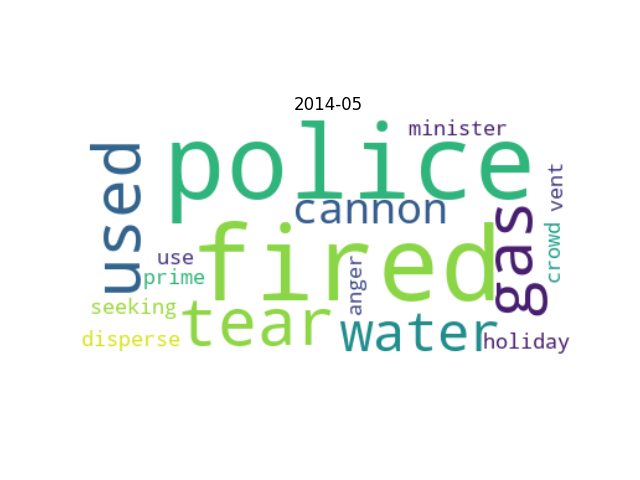 2014-05
minister
police
used
vent
cannon
gas
crowd
fired
use
anger
prime
seeking
tear
water
disperse
holiday